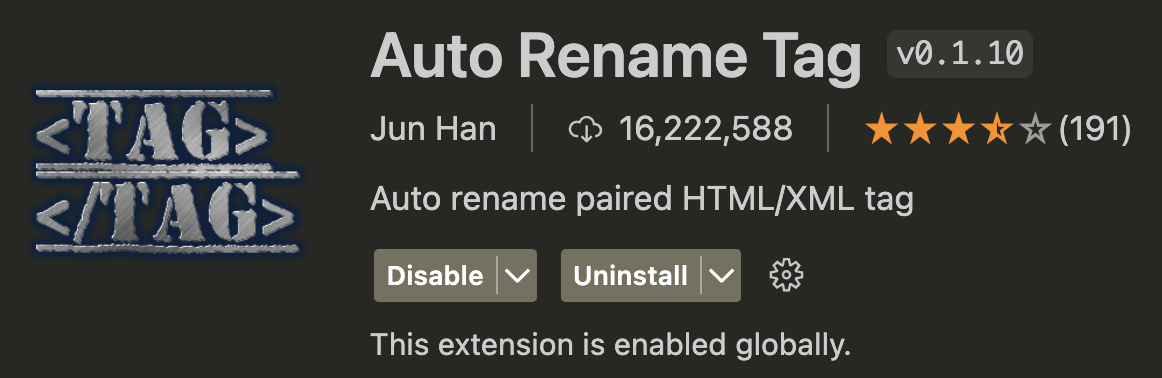 <TAG>
</TAG>
Auto Rename Tag v0.1.10
Jun Han 16,222,588 (191)
Auto rename paired HTML/XML tag
Disable Uninstall
This extension is enabled globally.